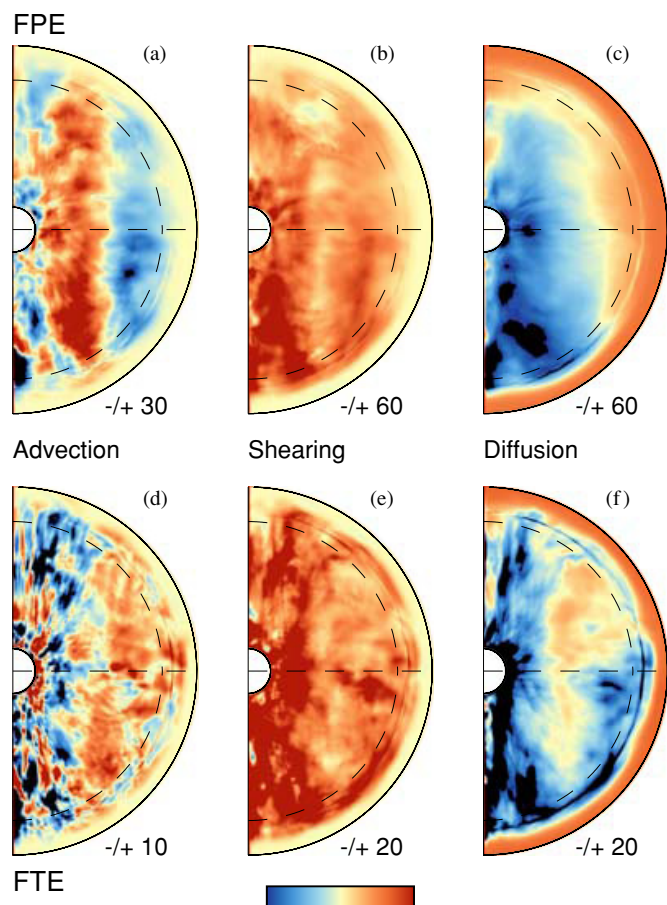 FPE
(a) (b) (c)
-/+ 30 -/+ 60 -/+ 60
Advection Shearing Diffusion
(d) (e) (f)
-/+ 10 -/+ 20 -/+ 20
FTE